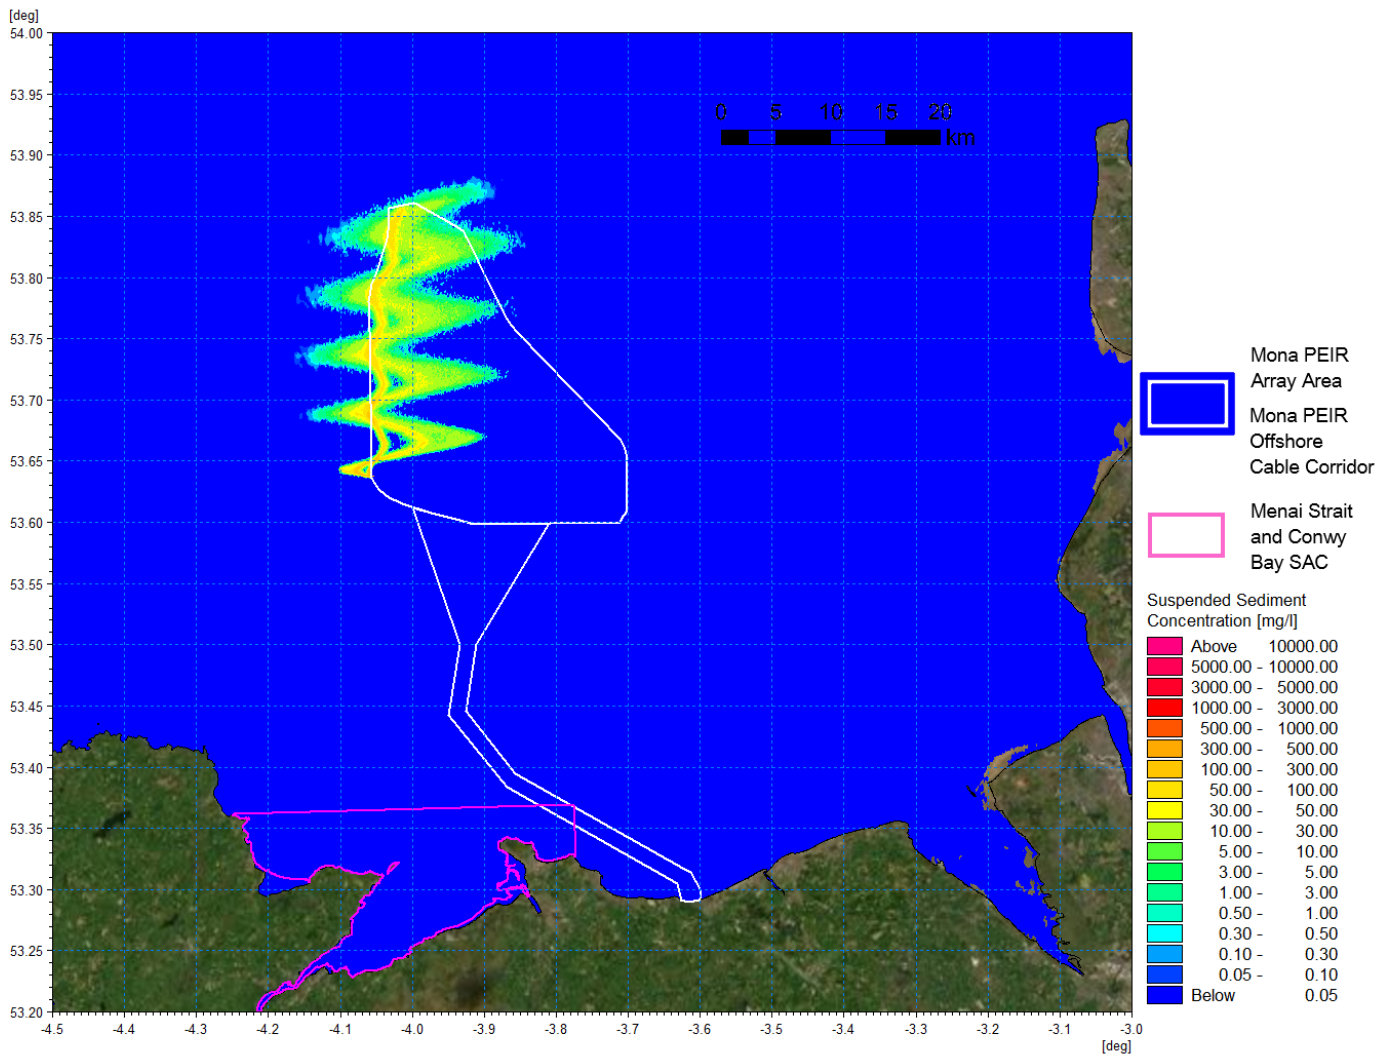 [deg]
54.00
53.95
53.90
53.85
53.80
53.75
53.70
53.65
53.60
53.55
53.50
53.45
53.40
53.35
53.30
53.25
53.20
-4.5 -4.4 -4.3 -4.2 -4.1 -4.0 -3.9 -3.8 -3.7 -3.6 -3.5 -3.4 -3.3 -3.2 -3.1 -3.0
[deg]
0 5 10 15 20
km
Mona PEIR
Array Area
Mona PEIR
Offshore
Cable Corridor
Menai Strait
and Conwy
Bay SAC
Suspended Sediment
Concentration [mg/l]
Above 10000.00
5000.00 - 10000.00
3000.00 - 5000.00
1000.00 - 3000.00
500.00 - 1000.00
300.00 - 500.00
100.00 - 300.00
50.00 - 100.00
30.00 - 50.00
10.00 - 30.00
5.00 - 10.00
3.00 - 5.00
1.00 - 3.00
0.50 - 1.00
0.30 - 0.50
0.10 - 0.30
0.05 - 0.10
Below 0.05